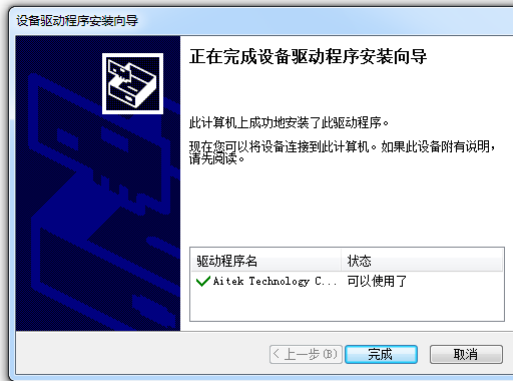 设备驱动程序安装向导
正在完成设备驱动程序安装向导
此计算机上成功地安装了此驱动程序。
现在您可以将设备连接到此计算机。如果此设备附有说明，
请先阅读。
驱动程序名 状态
Aitek Technology C... 可以使用了
< 上一步(B) 完成 取消